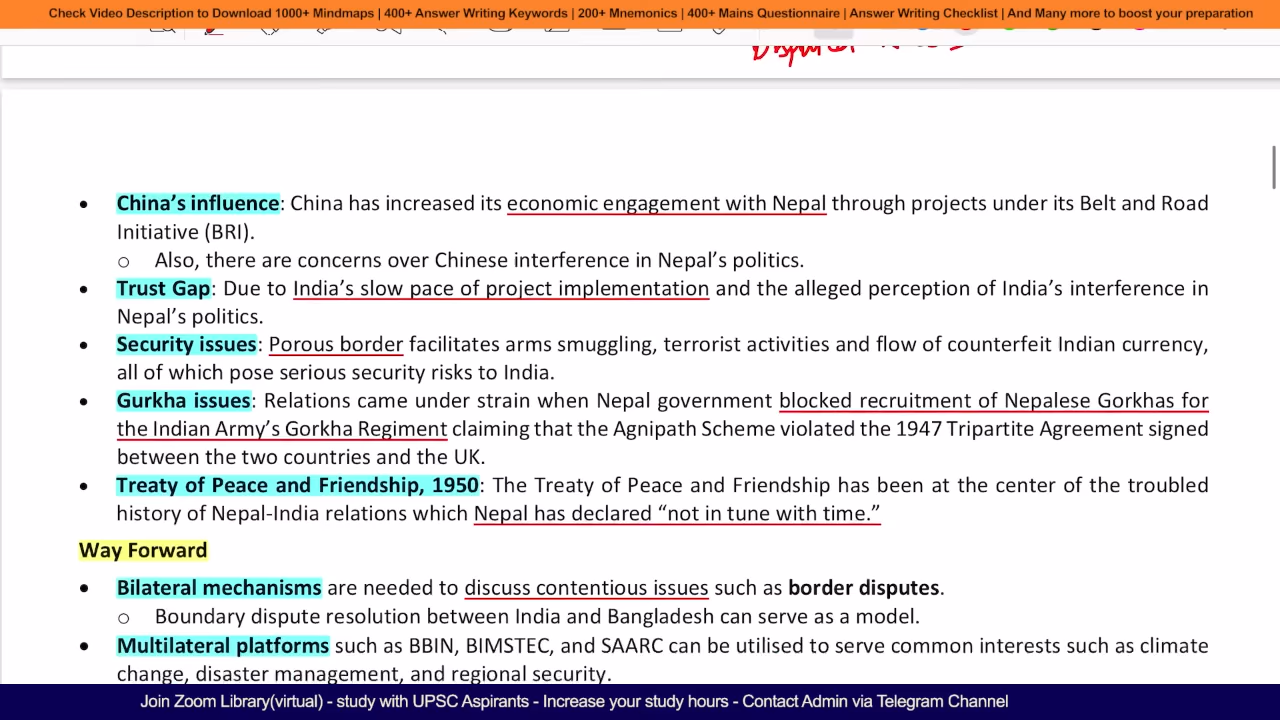 Check Video Description to Download 1000+ Mindmaps | 400+ Answer Writing Keywords | 200+ Mnemonics | 400+ Mains Questionnaire | Answer Writing Checklist | And Many more to boost your preparation
• China’s influence: China has increased its economic engagement with Nepal through projects under its Belt and Road
Initiative (BRI).
o Also, there are concerns over Chinese interference in Nepal’s politics.
• Trust Gap: Due to India’s slow pace of project implementation and the alleged perception of India’s interference in
Nepal’s politics.
• Security issues: Porous border facilitates arms smuggling, terrorist activities and flow of counterfeit Indian currency,
all of which pose serious security risks to India.
• Gurkha issues: Relations came under strain when Nepal government blocked recruitment of Nepalese Gorkhas for
the Indian Army’s Gorkha Regiment claiming that the Agnipath Scheme violated the 1947 Tripartite Agreement signed
between the two countries and the UK.
• Treaty of Peace and Friendship, 1950: The Treaty of Peace and Friendship has been at the center of the troubled
history of Nepal-India relations which Nepal has declared “not in tune with time.”
Way Forward
• Bilateral mechanisms are needed to discuss contentious issues such as border disputes.
o Boundary dispute resolution between India and Bangladesh can serve as a model.
• Multilateral platforms such as BBIN, BIMSTEC, and SAARC can be utilised to serve common interests such as climate
change, disaster management, and regional security.
Join Zoom Library(virtual) - study with UPSC Aspirants - Increase your study hours - Contact Admin via Telegram Channel